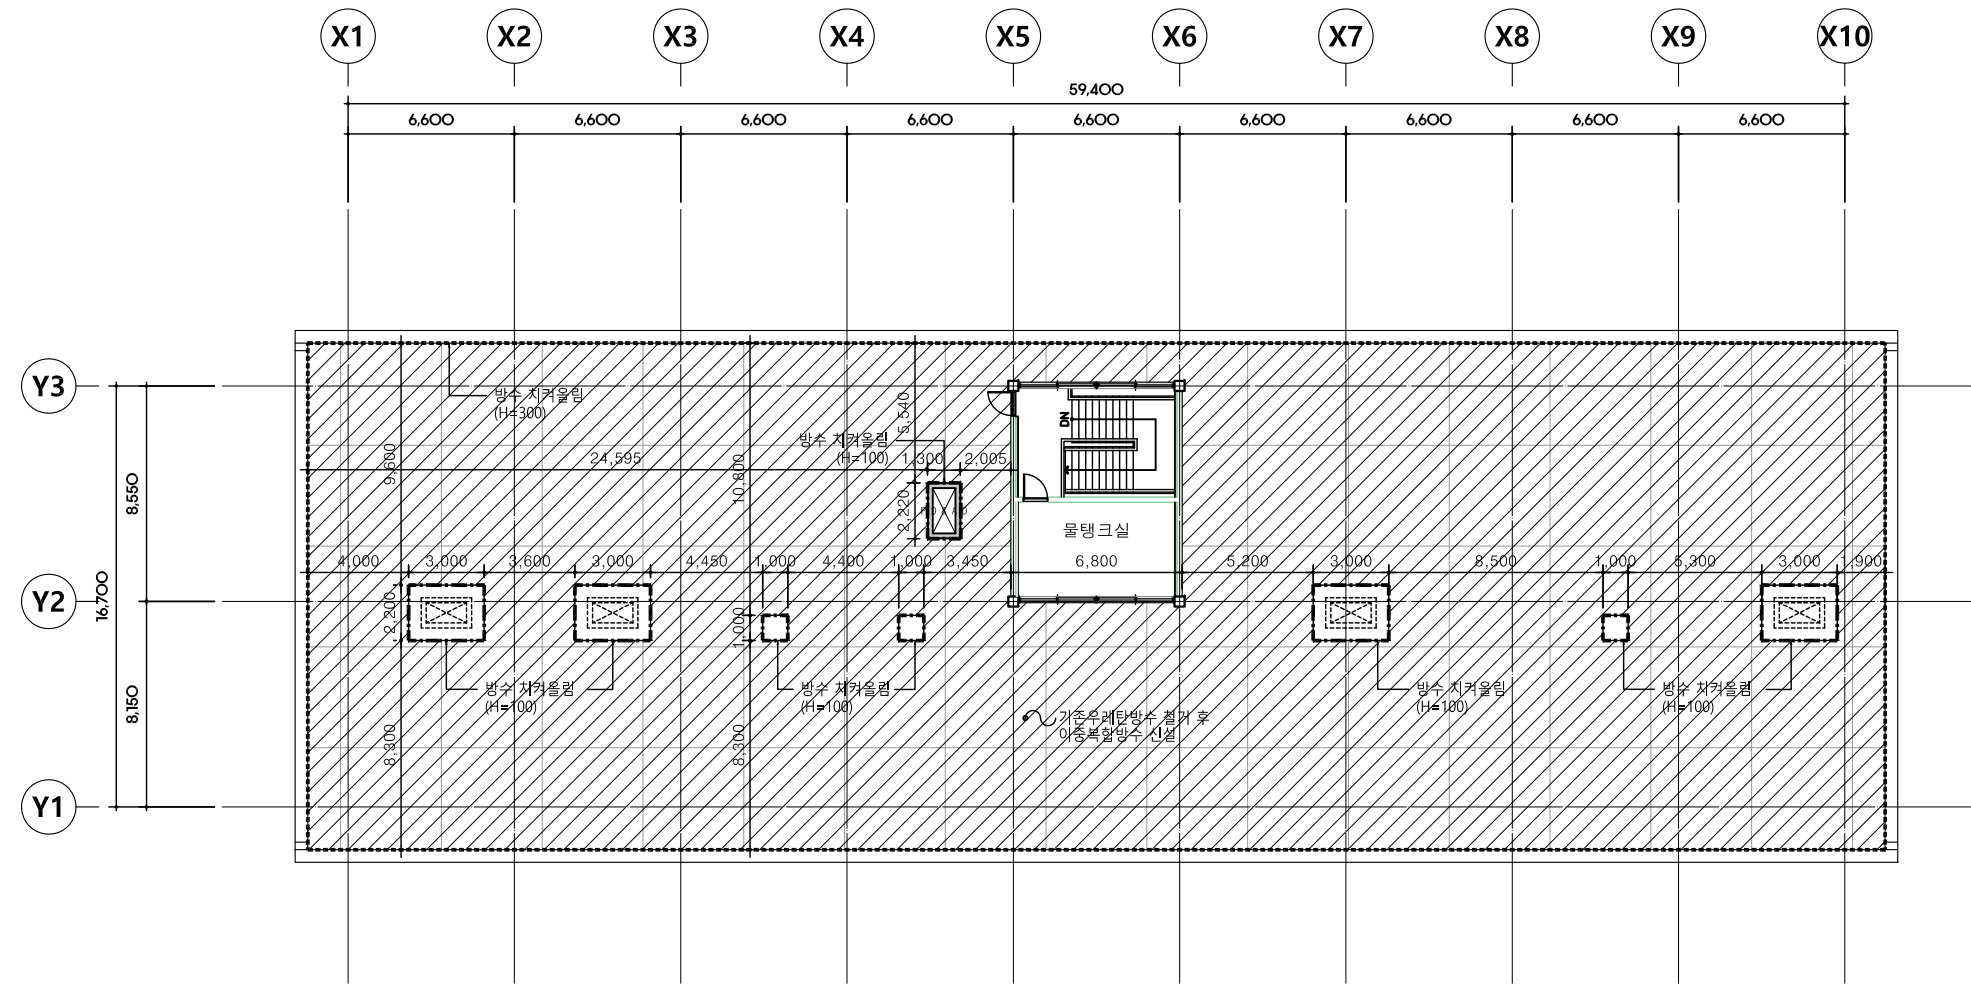 X1 X2 X3 X4 X5 X6 X7 X8 X9 X10
59,400
6,600 6,600 6,600 6,600 6,600 6,600 6,600 6,600 6,600
Y3
방수 치켜올림
(H=300)
5,540
DN
방수 치켜올림
(H=100)
24,595 1,300 2,005
9,600
10,800
8,550
2,220
물탱크실
4,000 3,000 3,600 3,000 4,450 1,000 4,400 1,000 3,450 6,800 5,200 3,000 8,500 1,000 5,300 3,000 1,900
Y2
16,700
2,200
1,000
방수 치켜올림
(H=100)
방수 치켜올림
(H=100)
방수 치켜올림
(H=100)
방수 치켜올림
(H=100)
8,150
기존우레탄방수 철거 후
이중복합방수 신설
8,300
8,300
Y1